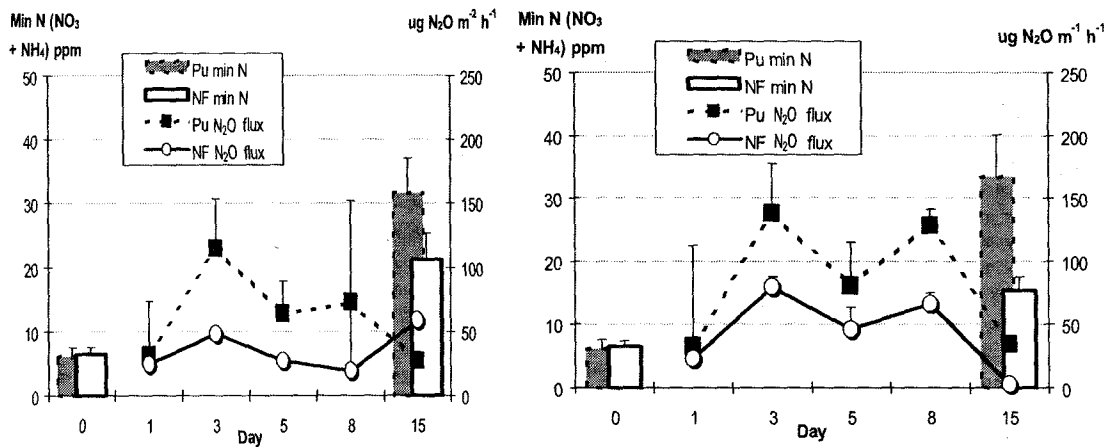 Min N (NO₃
+ NH₄) ppm
ug N₂O m⁻² h⁻¹
Pu min N
NF min N
Pu N₂O flux
NF N₂O flux
50
40
30
20
10
0
250
200
150
100
50
0
0 1 3 5 8 15
Day
Min N (NO₃
+ NH₄) ppm
ug N₂O m⁻¹ h⁻¹
Pu min N
NF min N
Pu N₂O flux
NF N₂O flux
50
40
30
20
10
0
250
200
150
100
50
0
0 1 3 5 8 15
Day